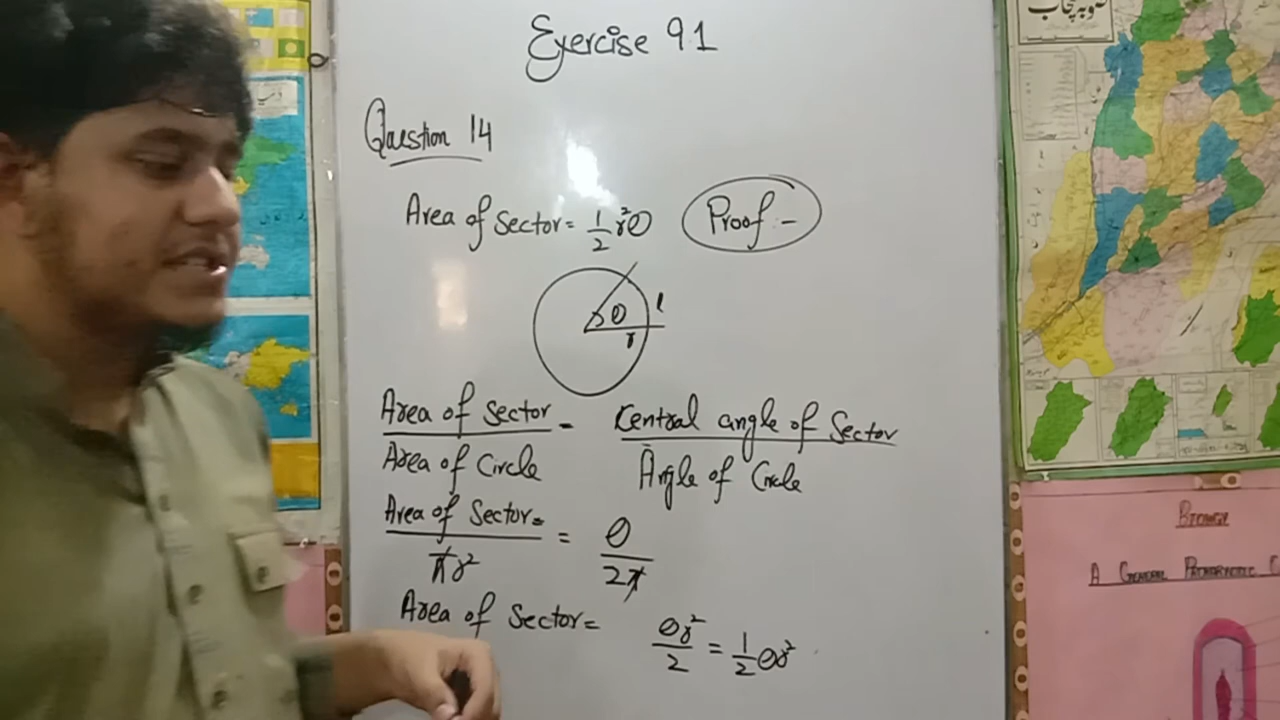 Exercise 9.1
Question 14
Area of Sector = 1/2 r²θ Proof:-
θ l
r
Area of Sector / Area of Circle = Central angle of Sector / Angle of Circle
Area of Sector= / πr² = θ / 2π
Area of Sector = θr²/2 = 1/2 θr²
صوبہ پنجاب
BIOLOGY